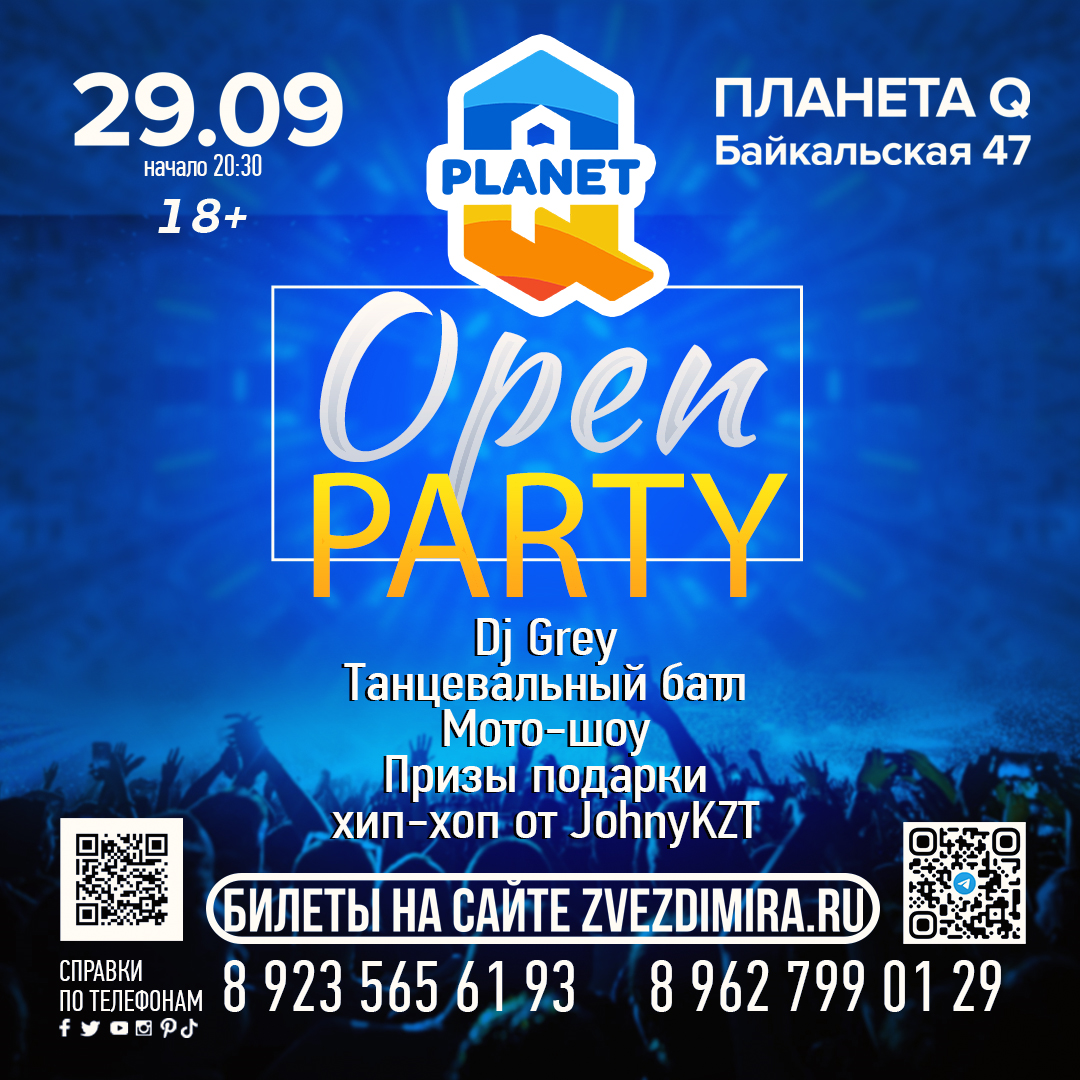 29.09
начало 20:30
18+
PLANET
ПЛАНЕТА Q
Байкальская 47
Open
PARTY
Dj Grey
Танцевальный батл
Мото-шоу
Призы подарки
хип-хоп от JohnyKZT
БИЛЕТЫ НА САЙТЕ ZVEZDIMIRA.RU
СПРАВКИ
ПО ТЕЛЕФОНАМ
8 923 565 61 93
8 962 799 01 29